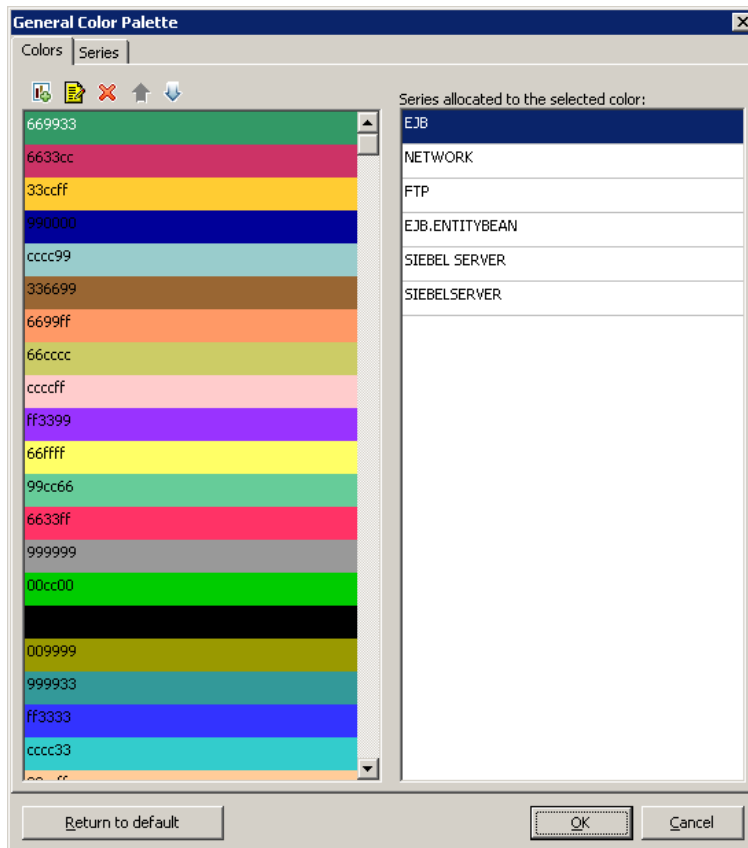 General Color Palette
Colors
Series
Series allocated to the selected color:
669933
6633cc
33ccff
990000
cccc99
336699
6699ff
66cccc
ccccff
ff3399
66ffff
99cc66
6633ff
999999
00cc00
009999
999933
ff3333
cccc33
EJB
NETWORK
FTP
EJB.ENTITYBEAN
SIEBEL SERVER
SIEBELSERVER
Return to default
OK
Cancel